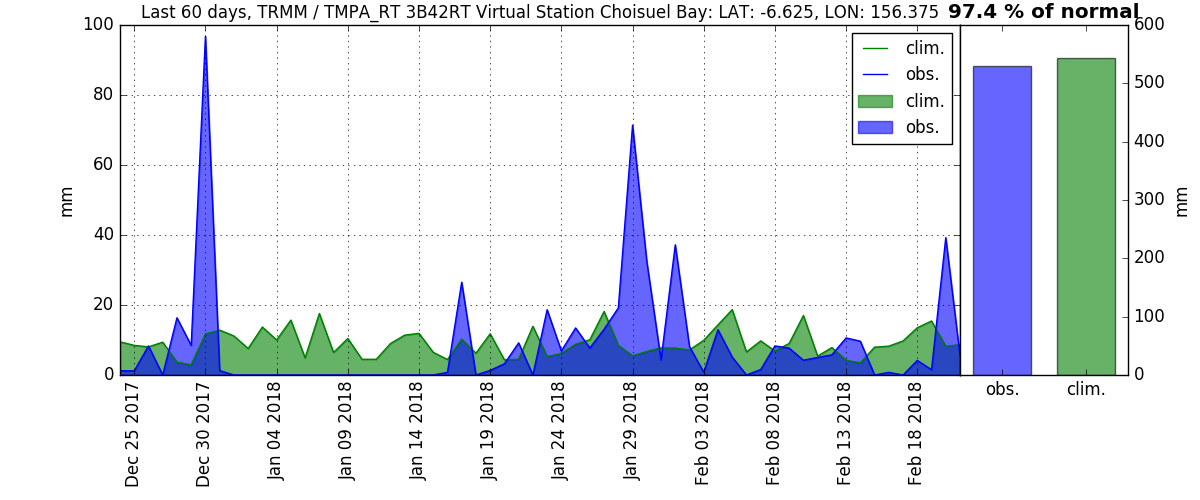 Last 60 days, TRMM / TMPA_RT 3B42RT Virtual Station Choisuel Bay: LAT: -6.625, LON: 156.375 97.4 % of normal
100
80
60
40
20
0
mm
clim.
obs.
clim.
obs.
600
500
400
300
200
100
0
mm
Dec 25 2017
Dec 30 2017
Jan 04 2018
Jan 09 2018
Jan 14 2018
Jan 19 2018
Jan 24 2018
Jan 29 2018
Feb 03 2018
Feb 08 2018
Feb 13 2018
Feb 18 2018
obs.
clim.